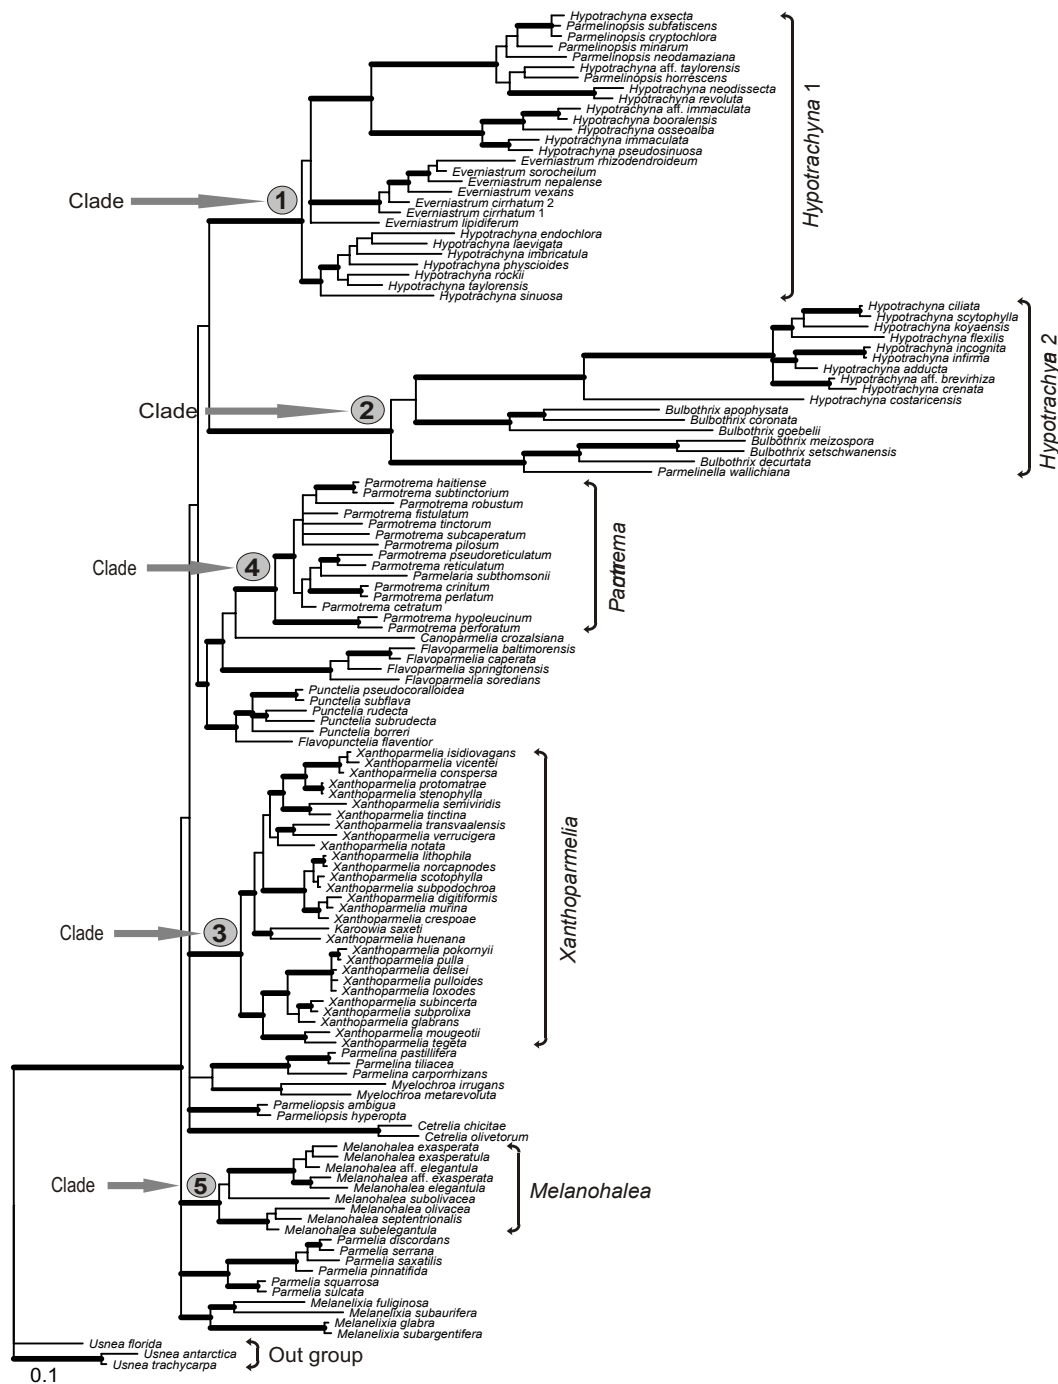 Hypotrachyna exsecta
Parmelinopsis subfatiscens
Parmelinopsis cryptochlora
Parmelinopsis minarum
Parmelinopsis neodamaziana
Hypotrachyna aff. taylorensis
Parmelinopsis horrescens
Hypotrachyna neodissecta
Hypotrachyna revoluta
Hypotrachyna aff. immaculata
Hypotrachyna booralensis
Hypotrachyna osseoalba
Hypotrachyna immaculata
Hypotrachyna pseudosinuosa
Everniastrum rhizodendroideum
Everniastrum sorocheilum
Everniastrum nepalense
Everniastrum vexans
Everniastrum cirrhatum 2
Everniastrum cirrhatum 1
Everniastrum lipidiferum
Hypotrachyna endochlora
Hypotrachyna laevigata
Hypotrachyna imbricatula
Hypotrachyna physcioides
Hypotrachyna rockii
Hypotrachyna taylorensis
Hypotrachyna sinuosa
Hypotrachyna 1
Clade 1
Hypotrachyna ciliata
Hypotrachyna scytophylla
Hypotrachyna koyaensis
Hypotrachyna flexilis
Hypotrachyna incognita
Hypotrachyna infirma
Hypotrachyna adducta
Hypotrachyna aff. brevirhiza
Hypotrachyna crenata
Hypotrachyna costaricensis
Bulbothrix apophysata
Bulbothrix coronata
Bulbothrix goebelii
Bulbothrix meizospora
Bulbothrix setschwanensis
Bulbothrix decurtata
Parmelinella wallichiana
Hypotrachya 2
Clade 2
Parmotrema haitiense
Parmotrema subtinctorium
Parmotrema robustum
Parmotrema fistulatum
Parmotrema tinctorum
Parmotrema subcaperatum
Parmotrema pilosum
Parmotrema pseudoreticulatum
Parmotrema reticulatum
Parmelaria subthomsonii
Parmotrema crinitum
Parmotrema perlatum
Parmotrema cetratum
Parmotrema hypoleucinum
Parmotrema perforatum
Clade 4
Canoparmelia crozalsiana
Flavoparmelia baltimorensis
Flavoparmelia caperata
Flavoparmelia springtonensis
Flavoparmelia soredians
Punctelia pseudocoralloidea
Punctelia subflava
Punctelia rudecta
Punctelia subrudecta
Punctelia borreri
Flavopunctelia flaventior
Xanthoparmelia isidiovagans
Xanthoparmelia vicentei
Xanthoparmelia conspersa
Xanthoparmelia protomatrae
Xanthoparmelia stenophylla
Xanthoparmelia semiviridis
Xanthoparmelia tinctina
Xanthoparmelia transvaalensis
Xanthoparmelia verrucigera
Xanthoparmelia notata
Xanthoparmelia lithophila
Xanthoparmelia norcapnodes
Xanthoparmelia scotophylla
Xanthoparmelia subpodochroa
Xanthoparmelia digitiformis
Xanthoparmelia murina
Xanthoparmelia crespoae
Karoowia saxeti
Xanthoparmelia huenana
Xanthoparmelia pokornyii
Xanthoparmelia pulla
Xanthoparmelia delisei
Xanthoparmelia pulloides
Xanthoparmelia loxodes
Xanthoparmelia subincerta
Xanthoparmelia subprolixa
Xanthoparmelia glabrans
Xanthoparmelia mougeotii
Xanthoparmelia tegeta
Xanthoparmelia
Clade 3
Parmelina pastillifera
Parmelina tiliacea
Parmelina carporrhizans
Myelochroa irrugans
Myelochroa metarevoluta
Parmeliopsis ambigua
Parmeliopsis hyperopta
Cetrelia chicitae
Cetrelia olivetorum
Melanohalea exasperata
Melanohalea exasperatula
Melanohalea aff. elegantula
Melanohalea aff. exasperata
Melanohalea elegantula
Melanohalea subolivacea
Melanohalea olivacea
Melanohalea septentrionalis
Melanohalea subelegantula
Melanohalea
Clade 5
Parmelia discordans
Parmelia serrana
Parmelia saxatilis
Parmelia pinnatifida
Parmelia squarrosa
Parmelia sulcata
Melanelixia fuliginosa
Melanelixia subaurifera
Melanelixia glabra
Melanelixia subargentifera
Usnea florida
Usnea antarctica
Usnea trachycarpa
Out group
0.1